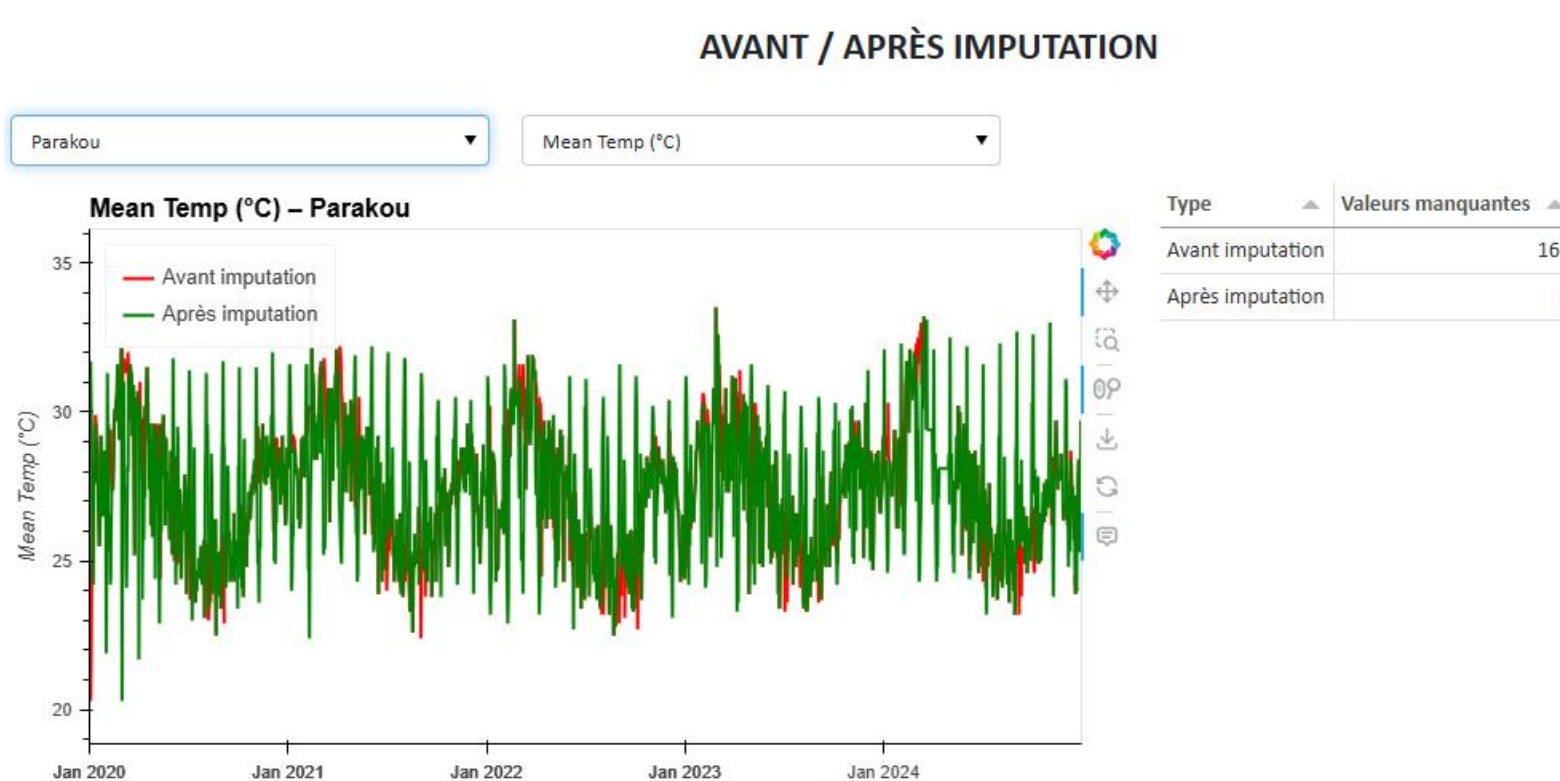 AVANT / APRÈS IMPUTATION
Parakou
Mean Temp (°C)
Mean Temp (°C) – Parakou
Avant imputation
Après imputation
Mean Temp (°C)
35
30
25
20
Jan 2020
Jan 2021
Jan 2022
Jan 2023
Jan 2024
Type Valeurs manquantes
Avant imputation 16
Après imputation